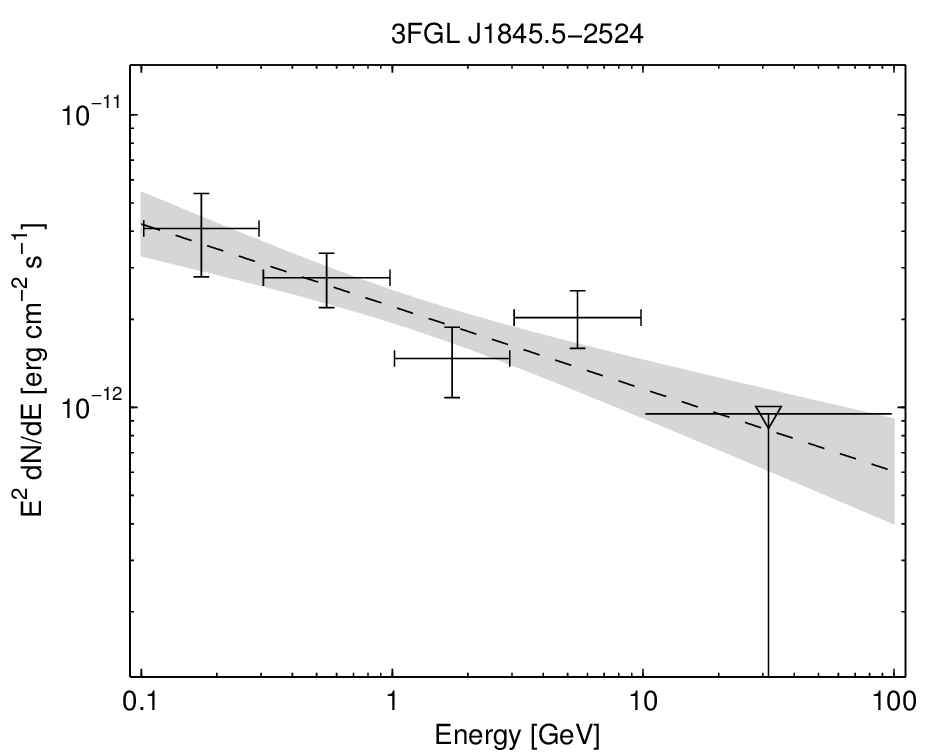 3FGL J1845.5−2524
10⁻¹¹
10⁻¹²
E² dN/dE [erg cm⁻² s⁻¹]
0.1 1 10 100
Energy [GeV]